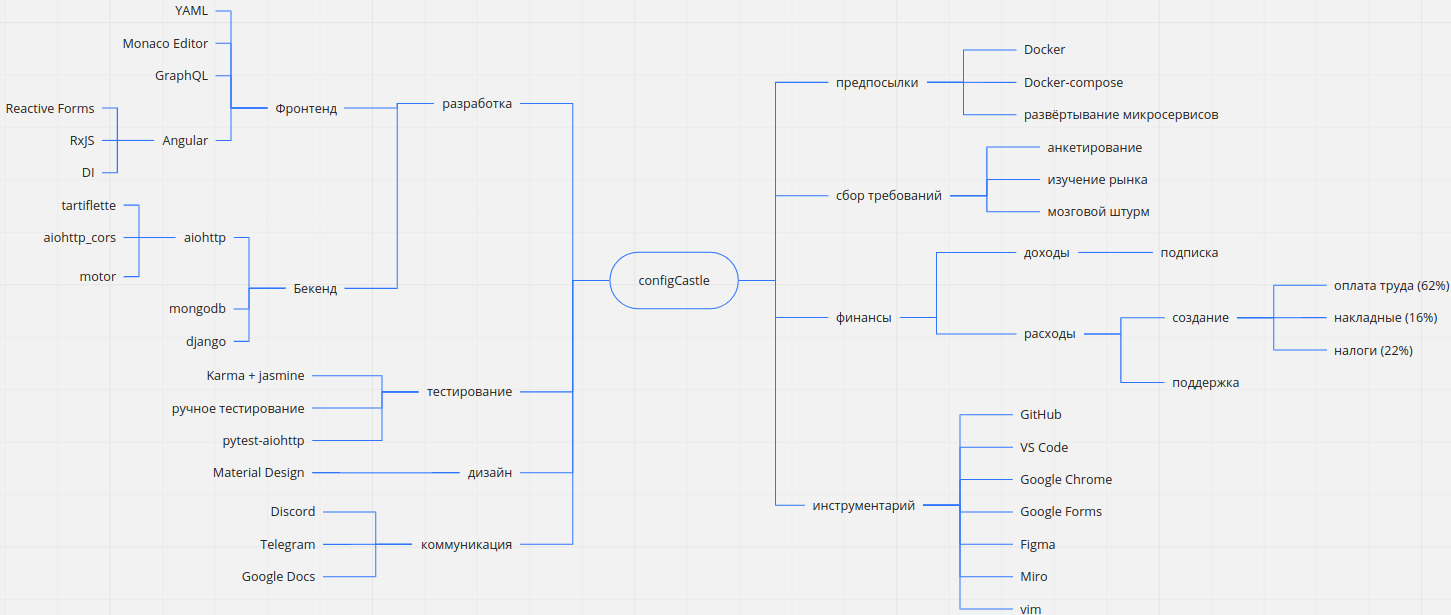 YAML
Monaco Editor
GraphQL
Reactive Forms
RxJS
DI
Angular
Фронтенд
разработка
tartiflette
aiohttp_cors
motor
aiohttp
mongodb
django
Бекенд
Karma + jasmine
ручное тестирование
pytest-aiohttp
тестирование
Material Design
дизайн
Discord
Telegram
Google Docs
коммуникация
configCastle
предпосылки
Docker
Docker-compose
развёртывание микросервисов
сбор требований
анкетирование
изучение рынка
мозговой штурм
финансы
доходы
подписка
расходы
создание
оплата труда (62%)
накладные (16%)
налоги (22%)
поддержка
инструментарий
GitHub
VS Code
Google Chrome
Google Forms
Figma
Miro
vim